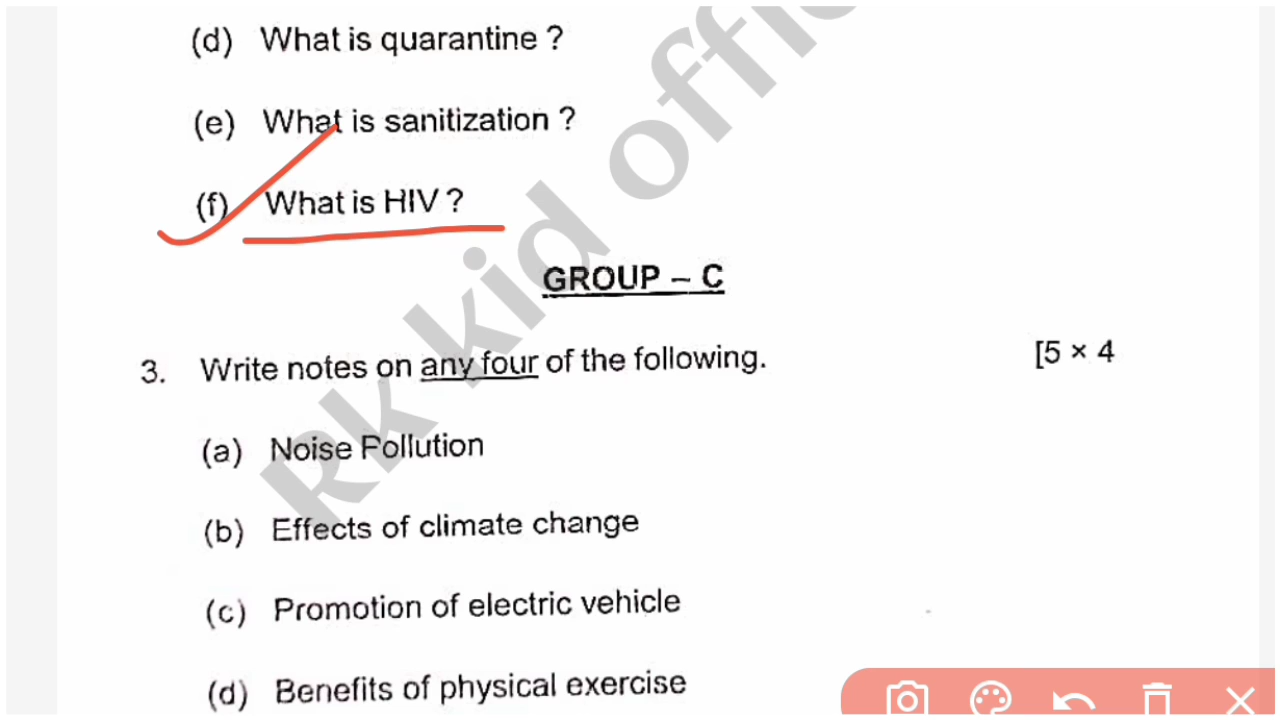 (d) What is quarantine ?
(e) What is sanitization ?
(f) What is HIV ?
GROUP – C
3. Write notes on any four of the following. [5 × 4
(a) Noise Pollution
(b) Effects of climate change
(c) Promotion of electric vehicle
(d) Benefits of physical exercise
Rk kid offic